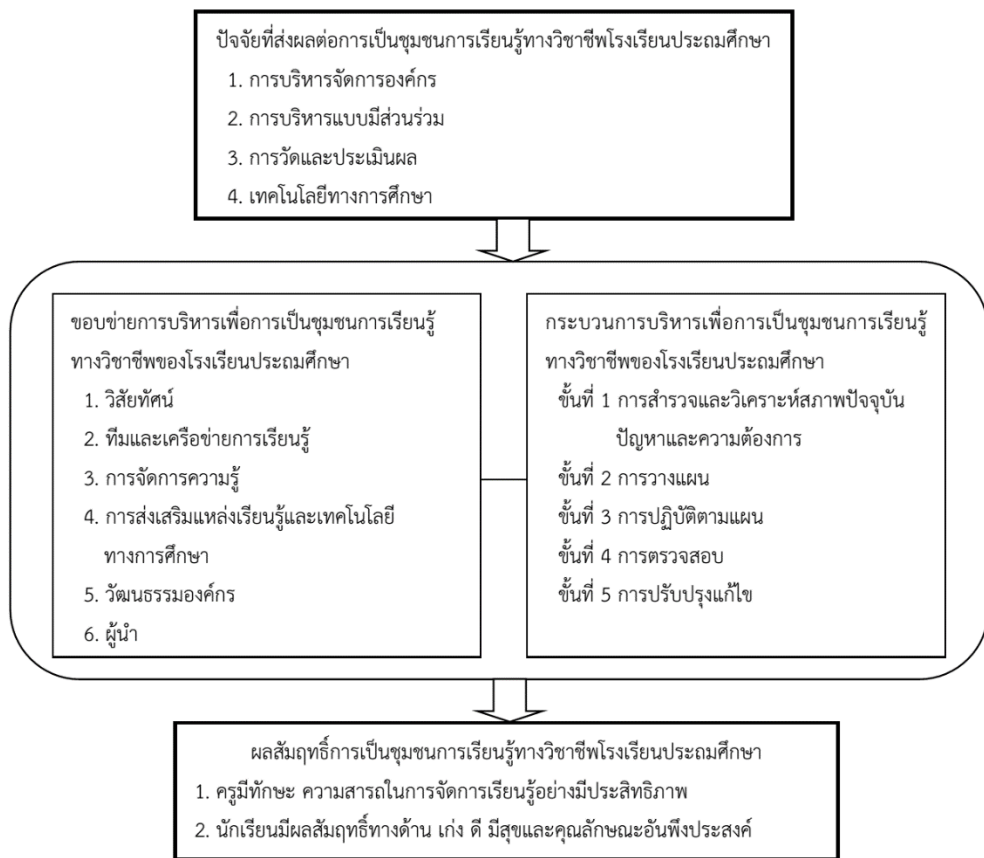 ปัจจัยที่ส่งผลต่อการเป็นชุมชนการเรียนรู้ทางวิชาชีพโรงเรียนประถมศึกษา
1. การบริหารจัดการองค์กร
2. การบริหารแบบมีส่วนร่วม
3. การวัดและประเมินผล
4. เทคโนโลยีทางการศึกษา
ขอบข่ายการบริหารเพื่อการเป็นชุมชนการเรียนรู้
ทางวิชาชีพของโรงเรียนประถมศึกษา
1. วิสัยทัศน์
2. ทีมและเครือข่ายการเรียนรู้
3. การจัดการความรู้
4. การส่งเสริมแหล่งเรียนรู้และเทคโนโลยี
ทางการศึกษา
5. วัฒนธรรมองค์กร
6. ผู้นำ
กระบวนการบริหารเพื่อการเป็นชุมชนการเรียนรู้
ทางวิชาชีพของโรงเรียนประถมศึกษา
ขั้นที่ 1 การสำรวจและวิเคราะห์สภาพปัจจุบัน
ปัญหาและความต้องการ
ขั้นที่ 2 การวางแผน
ขั้นที่ 3 การปฏิบัติตามแผน
ขั้นที่ 4 การตรวจสอบ
ขั้นที่ 5 การปรับปรุงแก้ไข
ผลสัมฤทธิ์การเป็นชุมชนการเรียนรู้ทางวิชาชีพโรงเรียนประถมศึกษา
1. ครูมีทักษะ ความสารถในการจัดการเรียนรู้อย่างมีประสิทธิภาพ
2. นักเรียนมีผลสัมฤทธิ์ทางด้าน เก่ง ดี มีสุขและคุณลักษณะอันพึงประสงค์